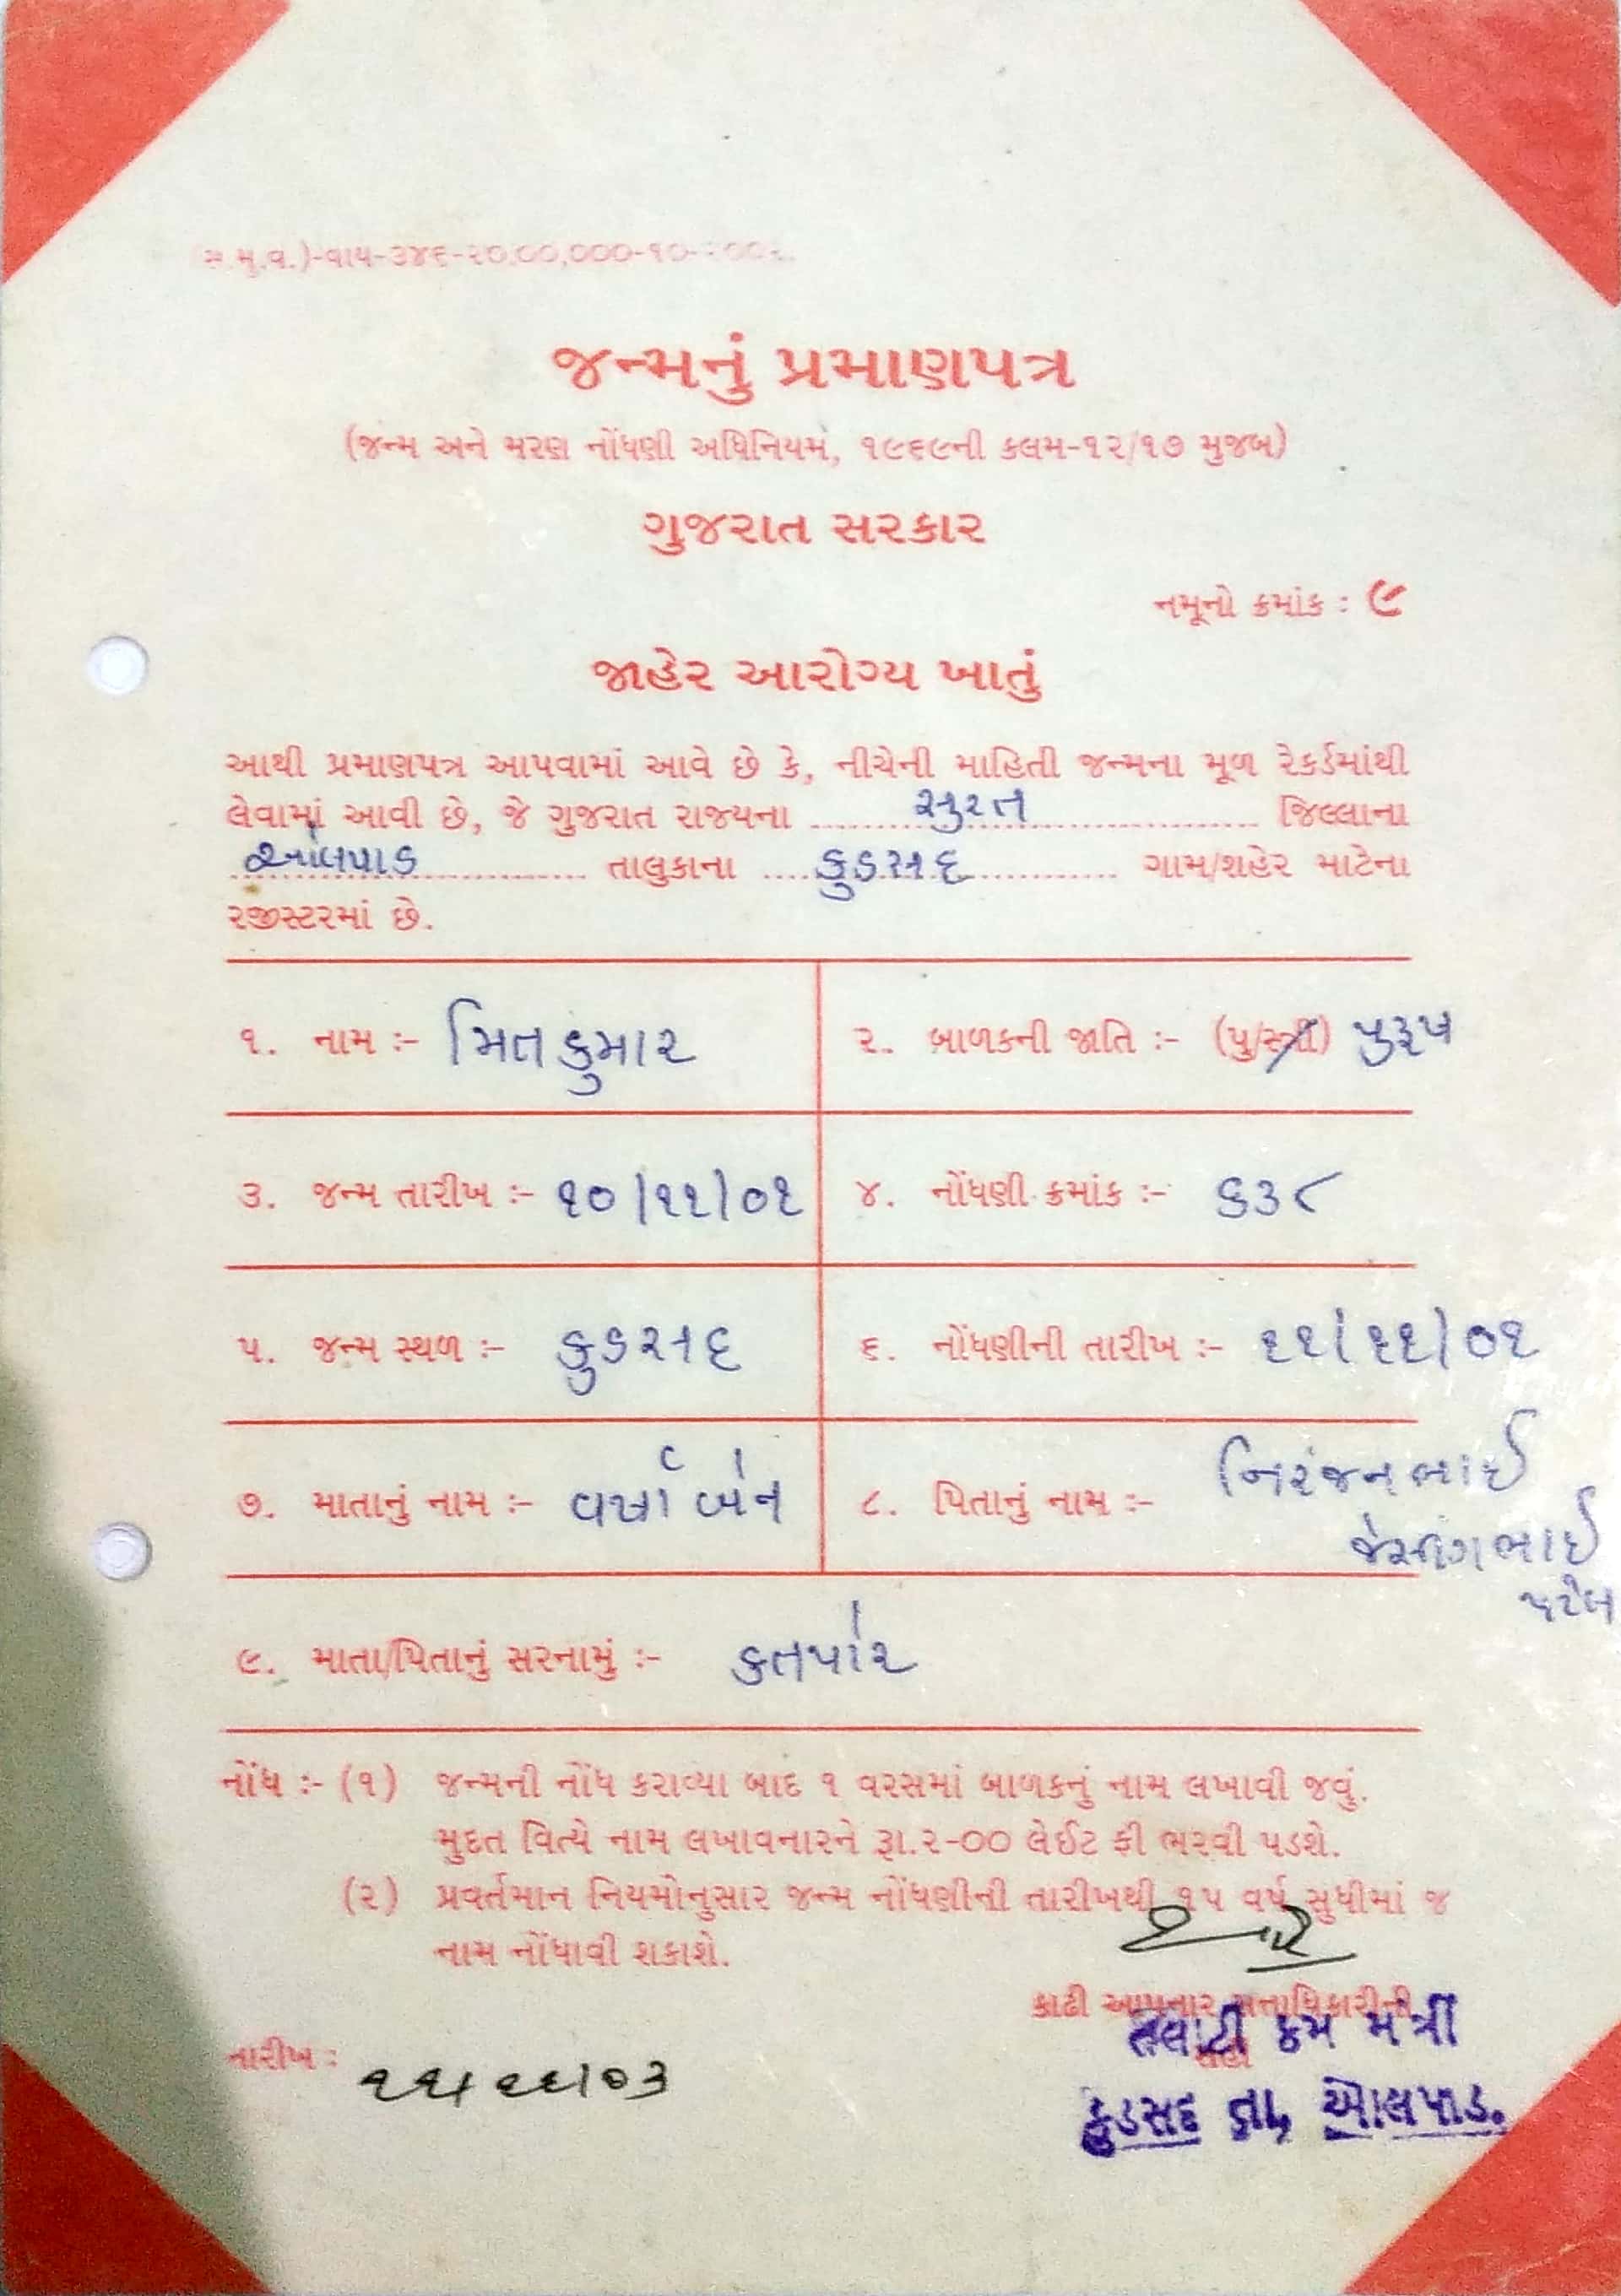 (સ.મુ.વ.)-વાય-૩૪૬-૨૦,૦૦,૦૦૦-૧૦-
જન્મનું પ્રમાણપત્ર
(જન્મ અને મરણ નોંધણી અધિનિયમ, ૧૯૬૯ની કલમ-૧૨/૧૭ મુજબ)
ગુજરાત સરકાર
નમૂનો ક્રમાંક : ૯
જાહેર આરોગ્ય ખાતું
આથી પ્રમાણપત્ર આપવામાં આવે છે કે, નીચેની માહિતી જન્મના મૂળ રેકર્ડમાંથી
લેવામાં આવી છે, જે ગુજરાત રાજ્યના સુરત જિલ્લાના
ઓલપાડ તાલુકાના કુડસદ ગામ/શહેર માટેના
રજીસ્ટરમાં છે.
૧. નામ :- મિતકુમાર
૨. બાળકની જાતિ :- (પુ/સ્ત્રી) પુરૂષ
૩. જન્મ તારીખ :- ૧૦/૧૧/૦૧
૪. નોંધણી ક્રમાંક :- ૬૩૮
૫. જન્મ સ્થળ :- કુડસદ
૬. નોંધણીની તારીખ :- ૧૧/૧૧/૦૧
૭. માતાનું નામ :- વર્ષાબેન
૮. પિતાનું નામ :- નિરંજનભાઈ
જેસીંગભાઈ
પટેલ
૯. માતા/પિતાનું સરનામું :- કતપોર
નોંધ :- (૧) જન્મની નોંધ કરાવ્યા બાદ ૧ વરસમાં બાળકનું નામ લખાવી જવું.
મુદત વિત્યે નામ લખાવનારને રૂા.૨-૦૦ લેઈટ ફી ભરવી પડશે.
(૨) પ્રવર્તમાન નિયમોનુસાર જન્મ નોંધણીની તારીખથી ૧૫ વર્ષ સુધીમાં જ
નામ નોંધાવી શકાશે.
કાઢી આપનાર સત્તાધિકારીની
સહી
તલાટી કમ મંત્રી
તારીખ : ૧૧/૧૧/૦૩
કુડસદ તા, ઓલપાડ.